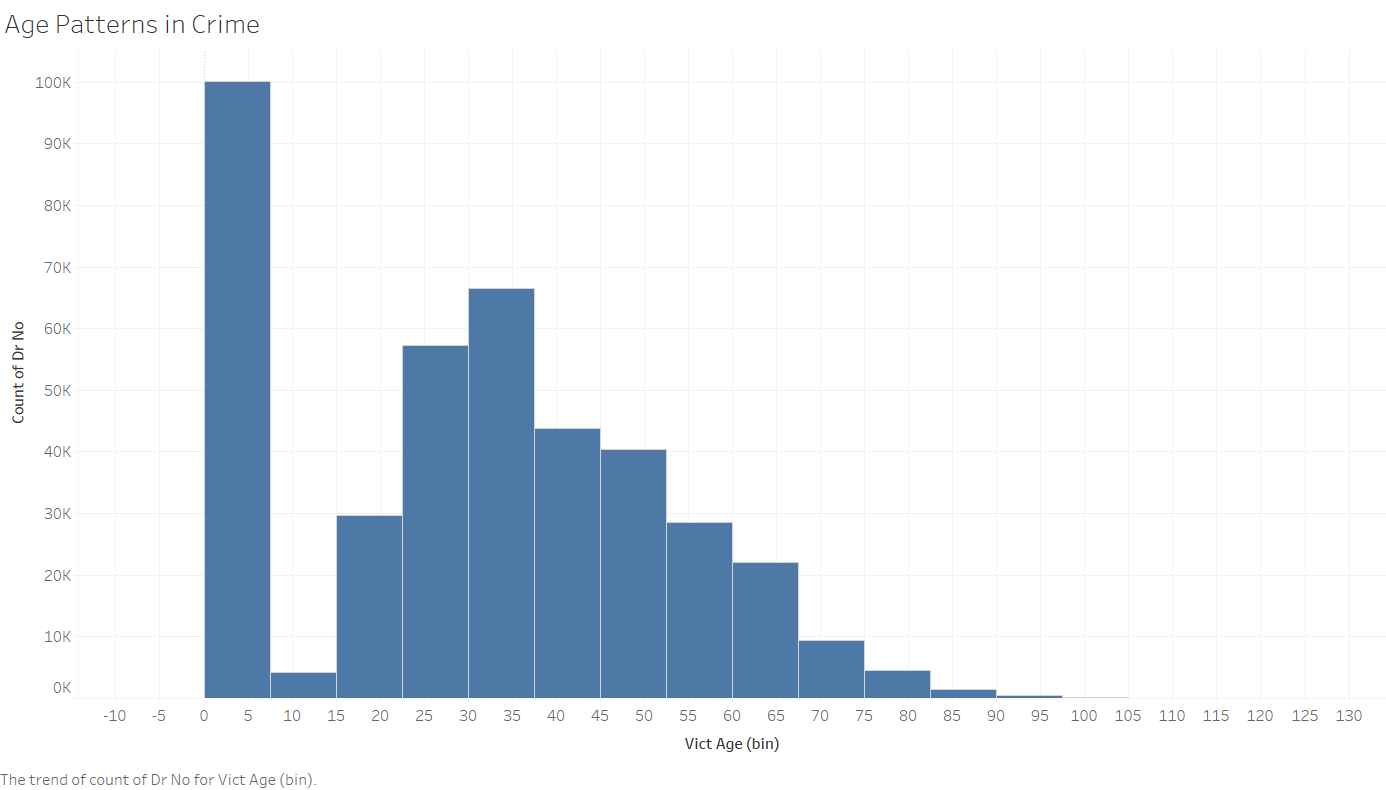 Age Patterns in Crime
100K
90K
80K
70K
60K
50K
40K
30K
20K
10K
0K
Count of Dr No
-10 -5 0 5 10 15 20 25 30 35 40 45 50 55 60 65 70 75 80 85 90 95 100 105 110 115 120 125 130
Vict Age (bin)
The trend of count of Dr No for Vict Age (bin).